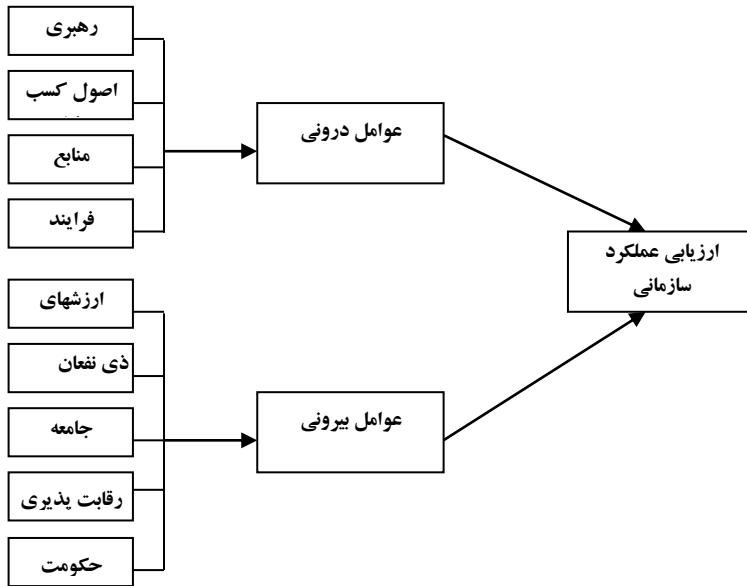 رهبری
اصول کسب
منابع
فرایند
عوامل درونی
ارزیابی عملکرد
سازمانی
ارزشهای
ذی نفعان
جامعه
رقابت پذیری
حکومت
عوامل بیرونی